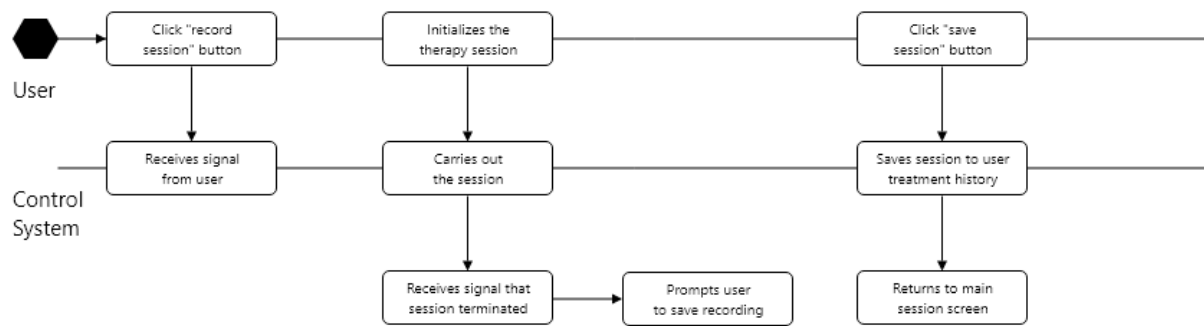 Click "record
session" button
Initializes the
therapy session
Click "save
session" button
User
Receives signal
from user
Carries out
the session
Saves session to user
treatment history
Control
System
Receives signal that
session terminated
Prompts user
to save recording
Returns to main
session screen